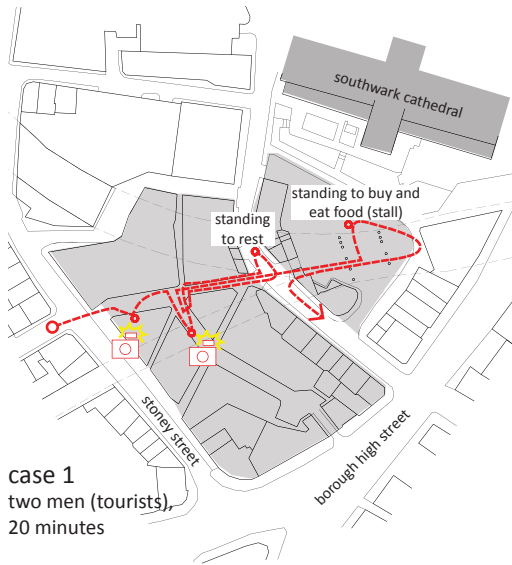 southwark cathedral
standing to buy and
eat food (stall)
standing
to rest
stoney street
borough high street
case 1
two men (tourists),
20 minutes